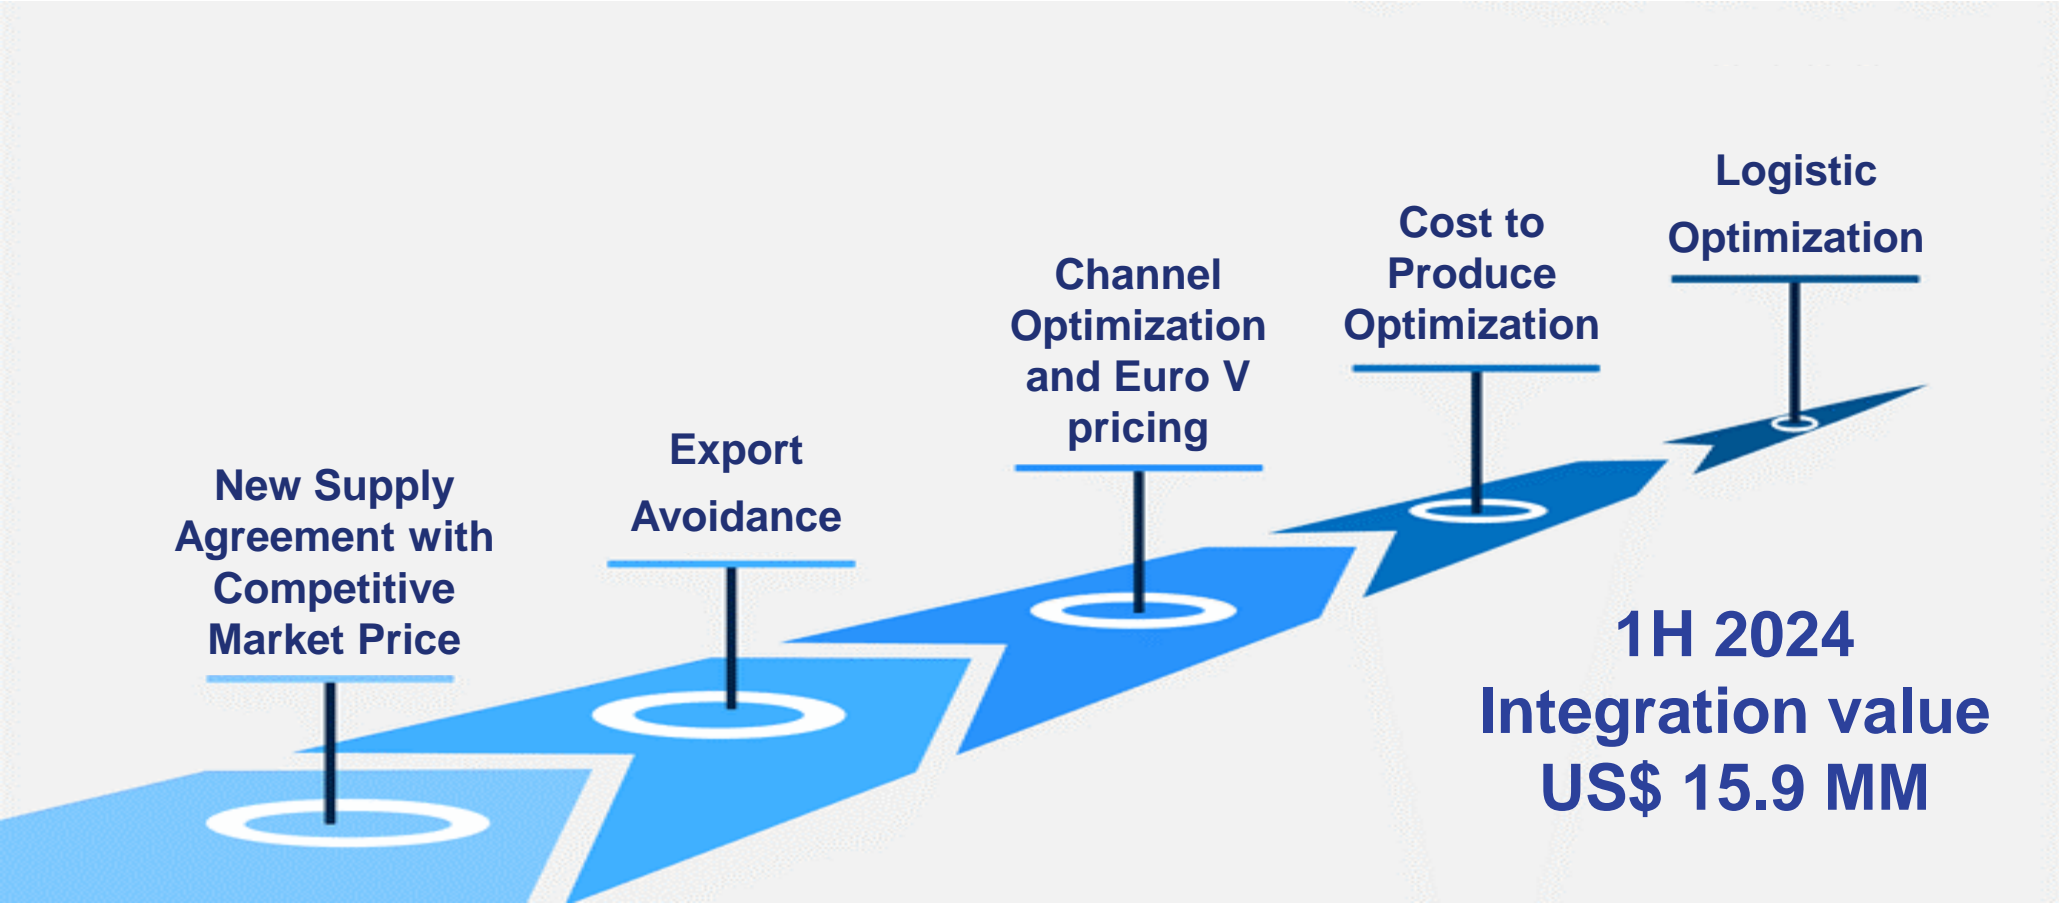 New Supply
Agreement with
Competitive
Market Price
Export
Avoidance
Channel
Optimization
and Euro V
pricing
Cost to
Produce
Optimization
Logistic
Optimization
1H 2024
Integration value
US$ 15.9 MM